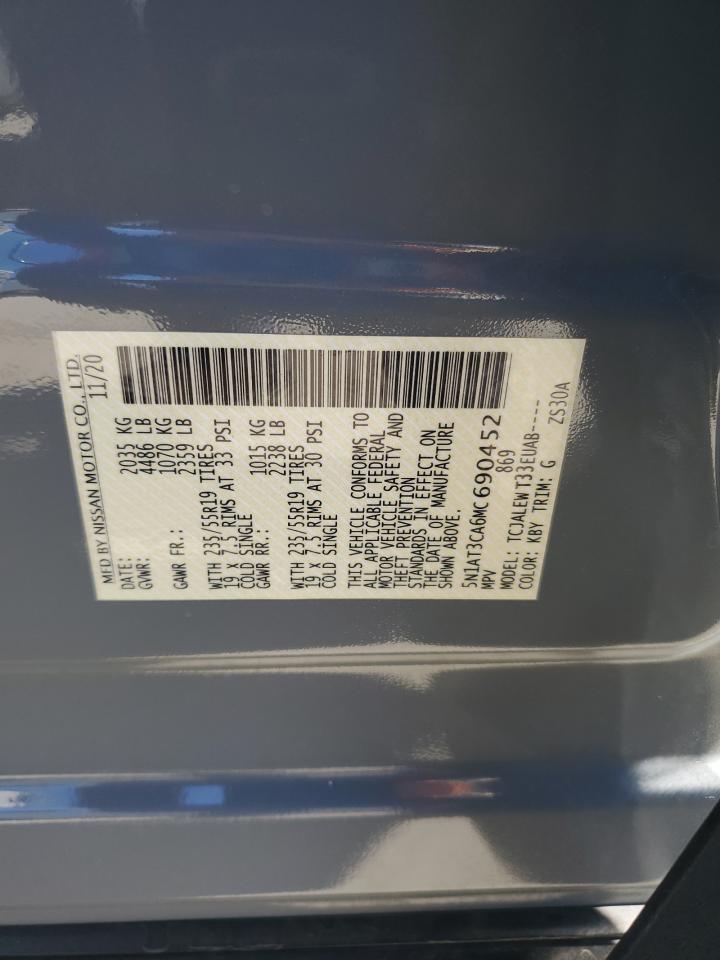 MFD BY NISSAN MOTOR CO., LTD.
DATE: 11/20
GVWR: 2035 KG
4486 LB
GAWR FR.: 1070 KG
2359 LB
WITH 235/55R19 TIRES
19 x 7.5 RIMS AT 33 PSI
COLD SINGLE
GAWR RR.: 1015 KG
2238 LB
WITH 235/55R19 TIRES
19 x 7.5 RIMS AT 30 PSI
COLD SINGLE
THIS VEHICLE CONFORMS TO
ALL APPLICABLE FEDERAL
MOTOR VEHICLE SAFETY AND
THEFT PREVENTION
STANDARDS IN EFFECT ON
THE DATE OF MANUFACTURE
SHOWN ABOVE.
5N1AT3CA6MC690452
MPV 869
MODEL: TCJALEW T33EUAB----
COLOR: KBY TRIM: G
ZS30A